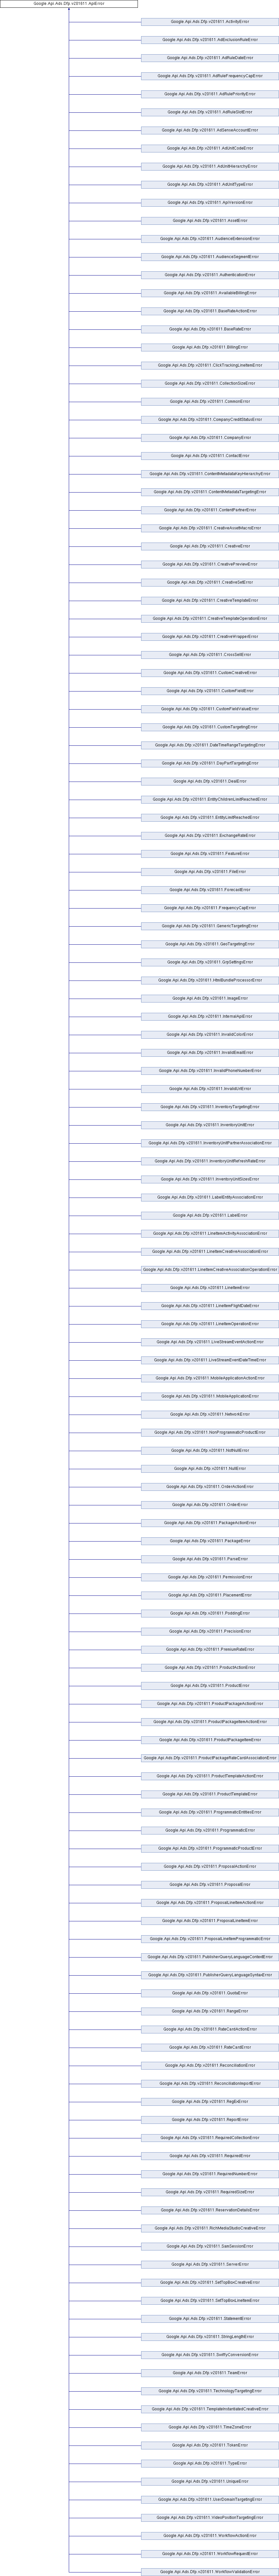 Google.Api.Ads.Dfp.v201611.ApiError
Google.Api.Ads.Dfp.v201611.ActivityError
Google.Api.Ads.Dfp.v201611.AdExclusionRuleError
Google.Api.Ads.Dfp.v201611.AdRuleDateError
Google.Api.Ads.Dfp.v201611.AdRuleFrequencyCapError
Google.Api.Ads.Dfp.v201611.AdRulePriorityError
Google.Api.Ads.Dfp.v201611.AdRuleSlotError
Google.Api.Ads.Dfp.v201611.AdSenseAccountError
Google.Api.Ads.Dfp.v201611.AdUnitCodeError
Google.Api.Ads.Dfp.v201611.AdUnitHierarchyError
Google.Api.Ads.Dfp.v201611.AdUnitTypeError
Google.Api.Ads.Dfp.v201611.ApiVersionError
Google.Api.Ads.Dfp.v201611.AssetError
Google.Api.Ads.Dfp.v201611.AudienceExtensionError
Google.Api.Ads.Dfp.v201611.AudienceSegmentError
Google.Api.Ads.Dfp.v201611.AuthenticationError
Google.Api.Ads.Dfp.v201611.AvailableBillingError
Google.Api.Ads.Dfp.v201611.BaseRateActionError
Google.Api.Ads.Dfp.v201611.BaseRateError
Google.Api.Ads.Dfp.v201611.BillingError
Google.Api.Ads.Dfp.v201611.ClickTrackingLineItemError
Google.Api.Ads.Dfp.v201611.CollectionSizeError
Google.Api.Ads.Dfp.v201611.CommonError
Google.Api.Ads.Dfp.v201611.CompanyCreditStatusError
Google.Api.Ads.Dfp.v201611.CompanyError
Google.Api.Ads.Dfp.v201611.ContactError
Google.Api.Ads.Dfp.v201611.ContentMetadataKeyHierarchyError
Google.Api.Ads.Dfp.v201611.ContentMetadataTargetingError
Google.Api.Ads.Dfp.v201611.ContentPartnerError
Google.Api.Ads.Dfp.v201611.CreativeAssetMacroError
Google.Api.Ads.Dfp.v201611.CreativeError
Google.Api.Ads.Dfp.v201611.CreativePreviewError
Google.Api.Ads.Dfp.v201611.CreativeSetError
Google.Api.Ads.Dfp.v201611.CreativeTemplateError
Google.Api.Ads.Dfp.v201611.CreativeTemplateOperationError
Google.Api.Ads.Dfp.v201611.CreativeWrapperError
Google.Api.Ads.Dfp.v201611.CrossSellError
Google.Api.Ads.Dfp.v201611.CustomCreativeError
Google.Api.Ads.Dfp.v201611.CustomFieldError
Google.Api.Ads.Dfp.v201611.CustomFieldValueError
Google.Api.Ads.Dfp.v201611.CustomTargetingError
Google.Api.Ads.Dfp.v201611.DateTimeRangeTargetingError
Google.Api.Ads.Dfp.v201611.DayPartTargetingError
Google.Api.Ads.Dfp.v201611.DealError
Google.Api.Ads.Dfp.v201611.EntityChildrenLimitReachedError
Google.Api.Ads.Dfp.v201611.EntityLimitReachedError
Google.Api.Ads.Dfp.v201611.ExchangeRateError
Google.Api.Ads.Dfp.v201611.FeatureError
Google.Api.Ads.Dfp.v201611.FileError
Google.Api.Ads.Dfp.v201611.ForecastError
Google.Api.Ads.Dfp.v201611.FrequencyCapError
Google.Api.Ads.Dfp.v201611.GenericTargetingError
Google.Api.Ads.Dfp.v201611.GeoTargetingError
Google.Api.Ads.Dfp.v201611.GrpSettingsError
Google.Api.Ads.Dfp.v201611.HtmlBundleProcessorError
Google.Api.Ads.Dfp.v201611.ImageError
Google.Api.Ads.Dfp.v201611.InternalApiError
Google.Api.Ads.Dfp.v201611.InvalidColorError
Google.Api.Ads.Dfp.v201611.InvalidEmailError
Google.Api.Ads.Dfp.v201611.InvalidPhoneNumberError
Google.Api.Ads.Dfp.v201611.InvalidUrlError
Google.Api.Ads.Dfp.v201611.InventoryTargetingError
Google.Api.Ads.Dfp.v201611.InventoryUnitError
Google.Api.Ads.Dfp.v201611.InventoryUnitPartnerAssociationError
Google.Api.Ads.Dfp.v201611.InventoryUnitRefreshRateError
Google.Api.Ads.Dfp.v201611.InventoryUnitSizesError
Google.Api.Ads.Dfp.v201611.LabelEntityAssociationError
Google.Api.Ads.Dfp.v201611.LabelError
Google.Api.Ads.Dfp.v201611.LineItemActivityAssociationError
Google.Api.Ads.Dfp.v201611.LineItemCreativeAssociationError
Google.Api.Ads.Dfp.v201611.LineItemCreativeAssociationOperationError
Google.Api.Ads.Dfp.v201611.LineItemError
Google.Api.Ads.Dfp.v201611.LineItemFlightDateError
Google.Api.Ads.Dfp.v201611.LineItemOperationError
Google.Api.Ads.Dfp.v201611.LiveStreamEventActionError
Google.Api.Ads.Dfp.v201611.LiveStreamEventDateTimeError
Google.Api.Ads.Dfp.v201611.MobileApplicationActionError
Google.Api.Ads.Dfp.v201611.MobileApplicationError
Google.Api.Ads.Dfp.v201611.NetworkError
Google.Api.Ads.Dfp.v201611.NonProgrammaticProductError
Google.Api.Ads.Dfp.v201611.NotNullError
Google.Api.Ads.Dfp.v201611.NullError
Google.Api.Ads.Dfp.v201611.OrderActionError
Google.Api.Ads.Dfp.v201611.OrderError
Google.Api.Ads.Dfp.v201611.PackageActionError
Google.Api.Ads.Dfp.v201611.PackageError
Google.Api.Ads.Dfp.v201611.ParseError
Google.Api.Ads.Dfp.v201611.PermissionError
Google.Api.Ads.Dfp.v201611.PlacementError
Google.Api.Ads.Dfp.v201611.PoddingError
Google.Api.Ads.Dfp.v201611.PrecisionError
Google.Api.Ads.Dfp.v201611.PremiumRateError
Google.Api.Ads.Dfp.v201611.ProductActionError
Google.Api.Ads.Dfp.v201611.ProductError
Google.Api.Ads.Dfp.v201611.ProductPackageActionError
Google.Api.Ads.Dfp.v201611.ProductPackageItemActionError
Google.Api.Ads.Dfp.v201611.ProductPackageItemError
Google.Api.Ads.Dfp.v201611.ProductPackageRateCardAssociationError
Google.Api.Ads.Dfp.v201611.ProductTemplateActionError
Google.Api.Ads.Dfp.v201611.ProductTemplateError
Google.Api.Ads.Dfp.v201611.ProgrammaticEntitiesError
Google.Api.Ads.Dfp.v201611.ProgrammaticError
Google.Api.Ads.Dfp.v201611.ProgrammaticProductError
Google.Api.Ads.Dfp.v201611.ProposalActionError
Google.Api.Ads.Dfp.v201611.ProposalError
Google.Api.Ads.Dfp.v201611.ProposalLineItemActionError
Google.Api.Ads.Dfp.v201611.ProposalLineItemError
Google.Api.Ads.Dfp.v201611.ProposalLineItemProgrammaticError
Google.Api.Ads.Dfp.v201611.PublisherQueryLanguageContextError
Google.Api.Ads.Dfp.v201611.PublisherQueryLanguageSyntaxError
Google.Api.Ads.Dfp.v201611.QuotaError
Google.Api.Ads.Dfp.v201611.RangeError
Google.Api.Ads.Dfp.v201611.RateCardActionError
Google.Api.Ads.Dfp.v201611.RateCardError
Google.Api.Ads.Dfp.v201611.ReconciliationError
Google.Api.Ads.Dfp.v201611.ReconciliationImportError
Google.Api.Ads.Dfp.v201611.RegExError
Google.Api.Ads.Dfp.v201611.ReportError
Google.Api.Ads.Dfp.v201611.RequiredCollectionError
Google.Api.Ads.Dfp.v201611.RequiredError
Google.Api.Ads.Dfp.v201611.RequiredNumberError
Google.Api.Ads.Dfp.v201611.RequiredSizeError
Google.Api.Ads.Dfp.v201611.ReservationDetailsError
Google.Api.Ads.Dfp.v201611.RichMediaStudioCreativeError
Google.Api.Ads.Dfp.v201611.SwiftSessionError
Google.Api.Ads.Dfp.v201611.ServerError
Google.Api.Ads.Dfp.v201611.SetTopBoxCreativeError
Google.Api.Ads.Dfp.v201611.SetTopBoxLineItemError
Google.Api.Ads.Dfp.v201611.StatementError
Google.Api.Ads.Dfp.v201611.StringLengthError
Google.Api.Ads.Dfp.v201611.SwiffyConversionError
Google.Api.Ads.Dfp.v201611.TeamError
Google.Api.Ads.Dfp.v201611.TechnologyTargetingError
Google.Api.Ads.Dfp.v201611.TemplateInstantiatedCreativeError
Google.Api.Ads.Dfp.v201611.TimeZoneError
Google.Api.Ads.Dfp.v201611.TokenError
Google.Api.Ads.Dfp.v201611.TypeError
Google.Api.Ads.Dfp.v201611.UniqueError
Google.Api.Ads.Dfp.v201611.UserDomainTargetingError
Google.Api.Ads.Dfp.v201611.VideoPositionTargetingError
Google.Api.Ads.Dfp.v201611.WorkflowActionError
Google.Api.Ads.Dfp.v201611.WorkflowRequestError
Google.Api.Ads.Dfp.v201611.WorkflowValidationError